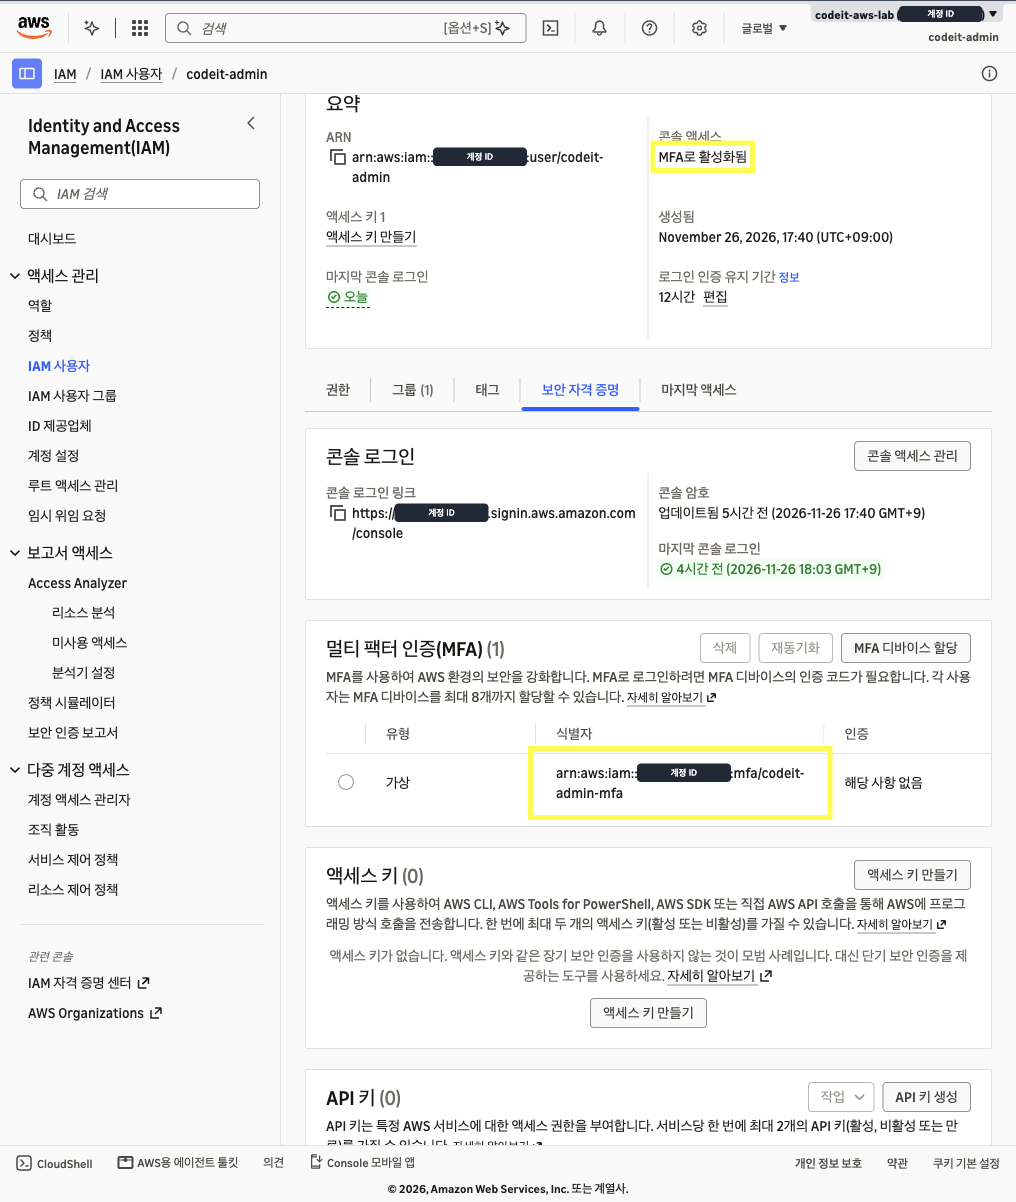 aws
검색
[옵션+S]
글로벌
codeit-aws-lab 계정 ID
codeit-admin
IAM / IAM 사용자 / codeit-admin
Identity and Access
Management(IAM)
IAM 검색
대시보드
액세스 관리
역할
정책
IAM 사용자
IAM 사용자 그룹
ID 제공업체
계정 설정
루트 액세스 관리
임시 위임 요청
보고서 액세스
Access Analyzer
리소스 분석
미사용 액세스
분석기 설정
정책 시뮬레이터
보안 인증 보고서
다중 계정 액세스
계정 액세스 관리자
조직 활동
서비스 제어 정책
리소스 제어 정책
관련 콘솔
IAM 자격 증명 센터
AWS Organizations
요약
ARN
arn:aws:iam:: 계정 ID :user/codeit-
admin
콘솔 액세스
MFA로 활성화됨
액세스 키 1
액세스 키 만들기
생성됨
November 26, 2026, 17:40 (UTC+09:00)
마지막 콘솔 로그인
오늘
로그인 인증 유지 기간 정보
12시간 편집
권한
그룹 (1)
태그
보안 자격 증명
마지막 액세스
콘솔 로그인
콘솔 액세스 관리
콘솔 로그인 링크
https:// 계정 ID .signin.aws.amazon.com
/console
콘솔 암호
업데이트됨 5시간 전 (2026-11-26 17:40 GMT+9)
마지막 콘솔 로그인
4시간 전 (2026-11-26 18:03 GMT+9)
멀티 팩터 인증(MFA) (1)
삭제
재동기화
MFA 디바이스 할당
MFA를 사용하여 AWS 환경의 보안을 강화합니다. MFA로 로그인하려면 MFA 디바이스의 인증 코드가 필요합니다. 각 사용
자는 MFA 디바이스를 최대 8개까지 할당할 수 있습니다. 자세히 알아보기
유형
식별자
인증
가상
arn:aws:iam:: 계정 ID :mfa/codeit-
admin-mfa
해당 사항 없음
액세스 키 (0)
액세스 키 만들기
액세스 키를 사용하여 AWS CLI, AWS Tools for PowerShell, AWS SDK 또는 직접 AWS API 호출을 통해 AWS에 프로그
래밍 방식 호출을 전송합니다. 한 번에 최대 두 개의 액세스 키(활성 또는 비활성)를 가질 수 있습니다. 자세히 알아보기
액세스 키가 없습니다. 액세스 키와 같은 장기 보안 인증을 사용하지 않는 것이 모범 사례입니다. 대신 단기 보안 인증을 제
공하는 도구를 사용하세요. 자세히 알아보기
액세스 키 만들기
API 키 (0)
작업
API 키 생성
API 키는 특정 AWS 서비스에 대한 액세스 권한을 부여합니다. 서비스당 한 번에 최대 2개의 API 키(활성, 비활성 또는 만
료)를 가질 수 있습니다. 자세히 알아보기
CloudShell
AWS용 에이전트 툴킷
의견
Console 모바일 앱
개인 정보 보호
약관
쿠키 기본 설정
© 2026, Amazon Web Services, Inc. 또는 계열사.